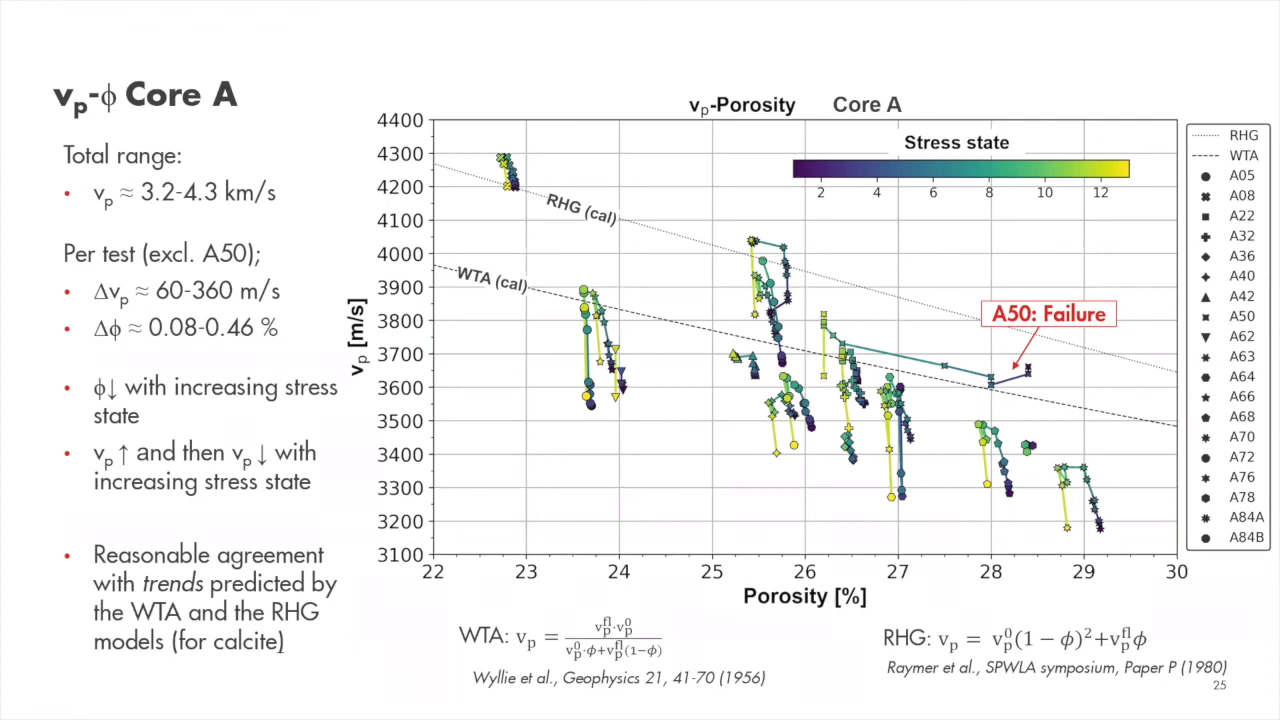 vp-ϕ Core A
Total range:
• vp ≈ 3.2-4.3 km/s
Per test (excl. A50);
• Δvp ≈ 60-360 m/s
• Δϕ ≈ 0.08-0.46 %
• ϕ↓ with increasing stress
state
• vp ↑ and then vp ↓ with
increasing stress state
• Reasonable agreement
with trends predicted by
the WTA and the RHG
models (for calcite)
vp-Porosity Core A
vp [m/s]
4400
4300
4200
4100
4000
3900
3800
3700
3600
3500
3400
3300
3200
3100
Stress state
2 4 6 8 10 12
RHG (cal)
WTA (cal)
A50: Failure
22 23 24 25 26 27 28 29 30
Porosity [%]
RHG
WTA
A05
A08
A22
A32
A36
A40
A42
A50
A62
A63
A64
A66
A68
A70
A72
A76
A78
A84A
A84B
WTA: vp = vpfl·vp0 / vp0·ϕ+vpfl(1−ϕ)
Wyllie et al., Geophysics 21, 41-70 (1956)
RHG: vp = vp0(1 − ϕ)²+vpflϕ
Raymer et al., SPWLA symposium, Paper P (1980)
25